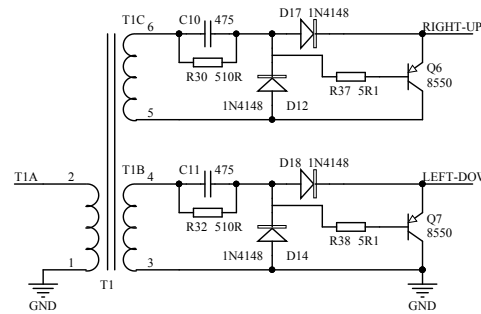 T1C 6 C10 475 D17 1N4148 RIGHT-UP
R30 510R R37 5R1 Q6
8550
1N4148 D12
5
T1A 2 T1B 4 C11 475 D18 1N4148 LEFT-DOW
R32 510R R38 5R1 Q7
8550
1N4148 D14
1 3
T1
GND GND